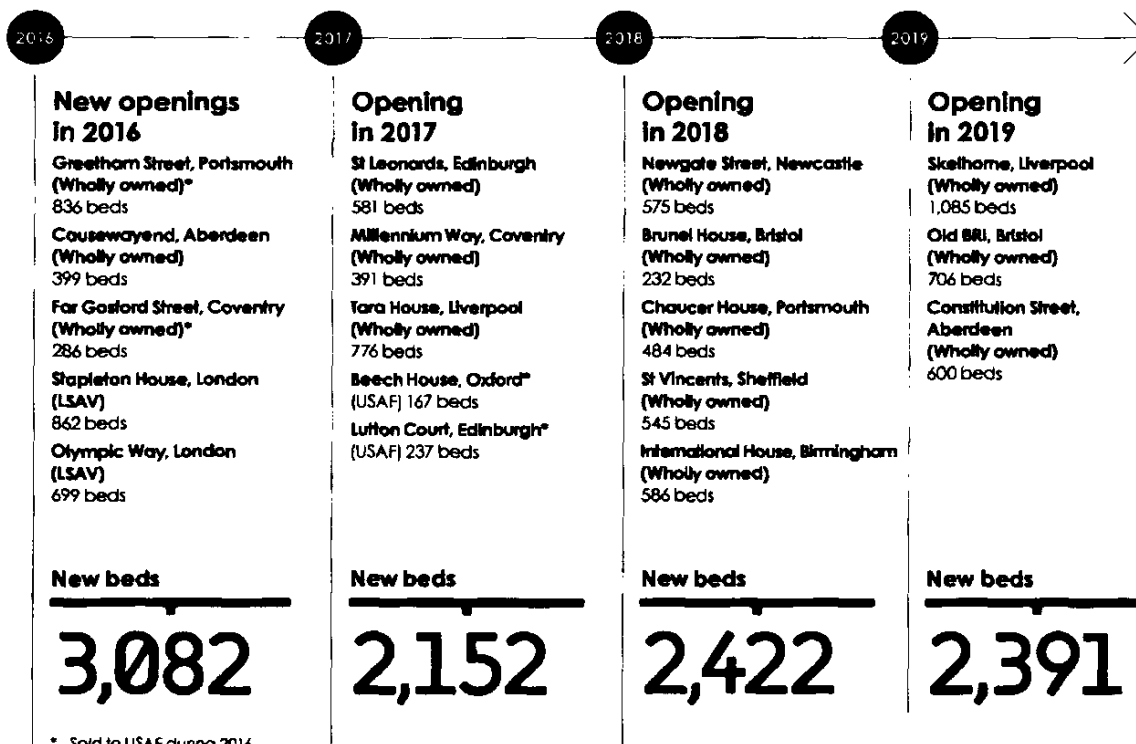 2016
2017
2018
2019
New openings
in 2016
Greetham Street, Portsmouth
(Wholly owned)*
836 beds
Causewayend, Aberdeen
(Wholly owned)
399 beds
Far Gosford Street, Coventry
(Wholly owned)*
286 beds
Stapleton House, London
(LSAV)
862 beds
Olympic Way, London
(LSAV)
699 beds
New beds
3,082
* Sold to USAF during 2016
Opening
in 2017
St Leonards, Edinburgh
(Wholly owned)
581 beds
Millennium Way, Coventry
(Wholly owned)
391 beds
Tara House, Liverpool
(Wholly owned)
776 beds
Beech House, Oxford*
(USAF) 167 beds
Lutton Court, Edinburgh*
(USAF) 237 beds
New beds
2,152
Opening
in 2018
Newgate Street, Newcastle
(Wholly owned)
575 beds
Brunel House, Bristol
(Wholly owned)
232 beds
Chaucer House, Portsmouth
(Wholly owned)
484 beds
St Vincents, Sheffield
(Wholly owned)
545 beds
International House, Birmingham
(Wholly owned)
586 beds
New beds
2,422
Opening
in 2019
Skelhorne, Liverpool
(Wholly owned)
1,085 beds
Old BRI, Bristol
(Wholly owned)
706 beds
Constitution Street,
Aberdeen
(Wholly owned)
600 beds
New beds
2,391